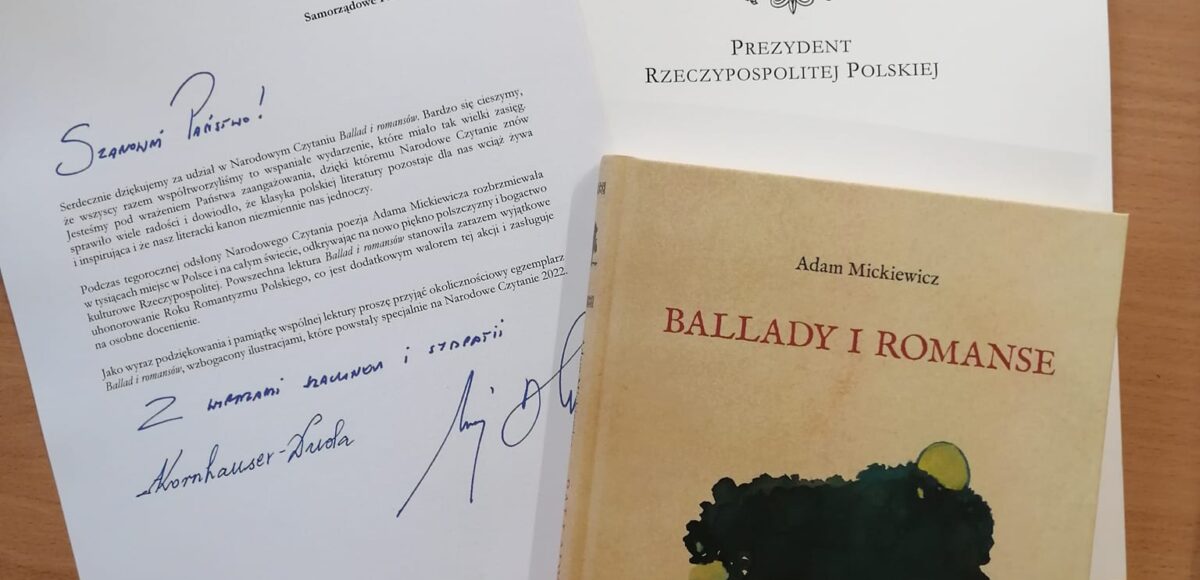 Samorządowe
Szanowni Państwo!
Serdecznie dziękujemy za udział w Narodowym Czytaniu Ballad i romansów. Bardzo się cieszymy,
że wszyscy razem współtworzyliśmy to wspaniałe wydarzenie, które miało tak wielki zasięg.
Jesteśmy pod wrażeniem Państwa zaangażowania, dzięki któremu Narodowe Czytanie znów
sprawiło wiele radości i dowiodło, że klasyka polskiej literatury pozostaje dla nas wciąż żywa
i inspirująca i że nasz literacki kanon niezmiennie nas jednoczy.
Podczas tegorocznej odsłony Narodowego Czytania poezja Adama Mickiewicza rozbrzmiewała
w tysiącach miejsc w Polsce i na całym świecie, odkrywając na nowo piękno polszczyzny i bogactwo
kulturowe Rzeczypospolitej. Powszechna lektura Ballad i romansów stanowiła zarazem wyjątkowe
uhonorowanie Roku Romantyzmu Polskiego, co jest dodatkowym walorem tej akcji i zasługuje
na osobne docenienie.
Jako wyraz podziękowania i pamiątkę wspólnej lektury proszę przyjąć okolicznościowy egzemplarz
Ballad i romansów, wzbogacony ilustracjami, które powstały specjalnie na Narodowe Czytanie 2022.
Z wyrazami szacunku i sympatii
Kornhauser-Duda
PREZYDENT
RZECZYPOSPOLITEJ POLSKIEJ
Adam Mickiewicz
BALLADY I ROMANSE